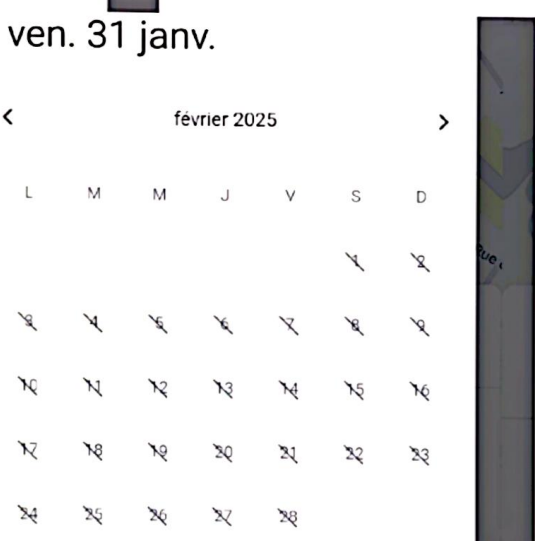 ven. 31 janv.
février 2025
L M M J V S D
1 2
3 4 5 6 7 8 9
10 11 12 13 14 15 16
17 18 19 20 21 22 23
24 25 26 27 28
Rue